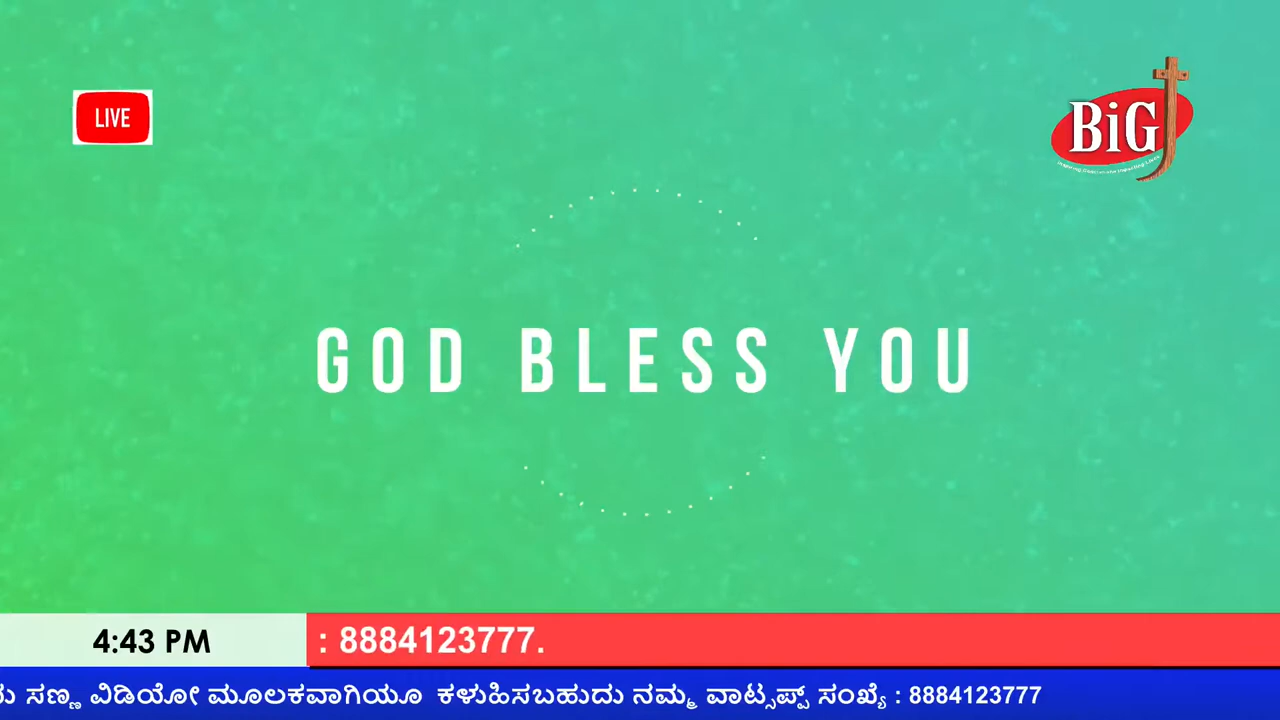 LIVE
BiG J
GOD BLESS YOU
4:43 PM
: 8884123777.
ಸಣ್ಣ ವಿಡಿಯೋ ಮೂಲಕವಾಗಿಯೂ ಕಳುಹಿಸಬಹುದು ನಮ್ಮ ವಾಟ್ಸಪ್ಪ್ ಸಂಖ್ಯೆ : 8884123777